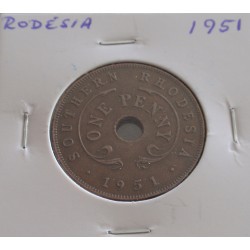 RODÉSIA 1951
SOUTHERN RHODESIA
ONE PENNY
· 1951 ·